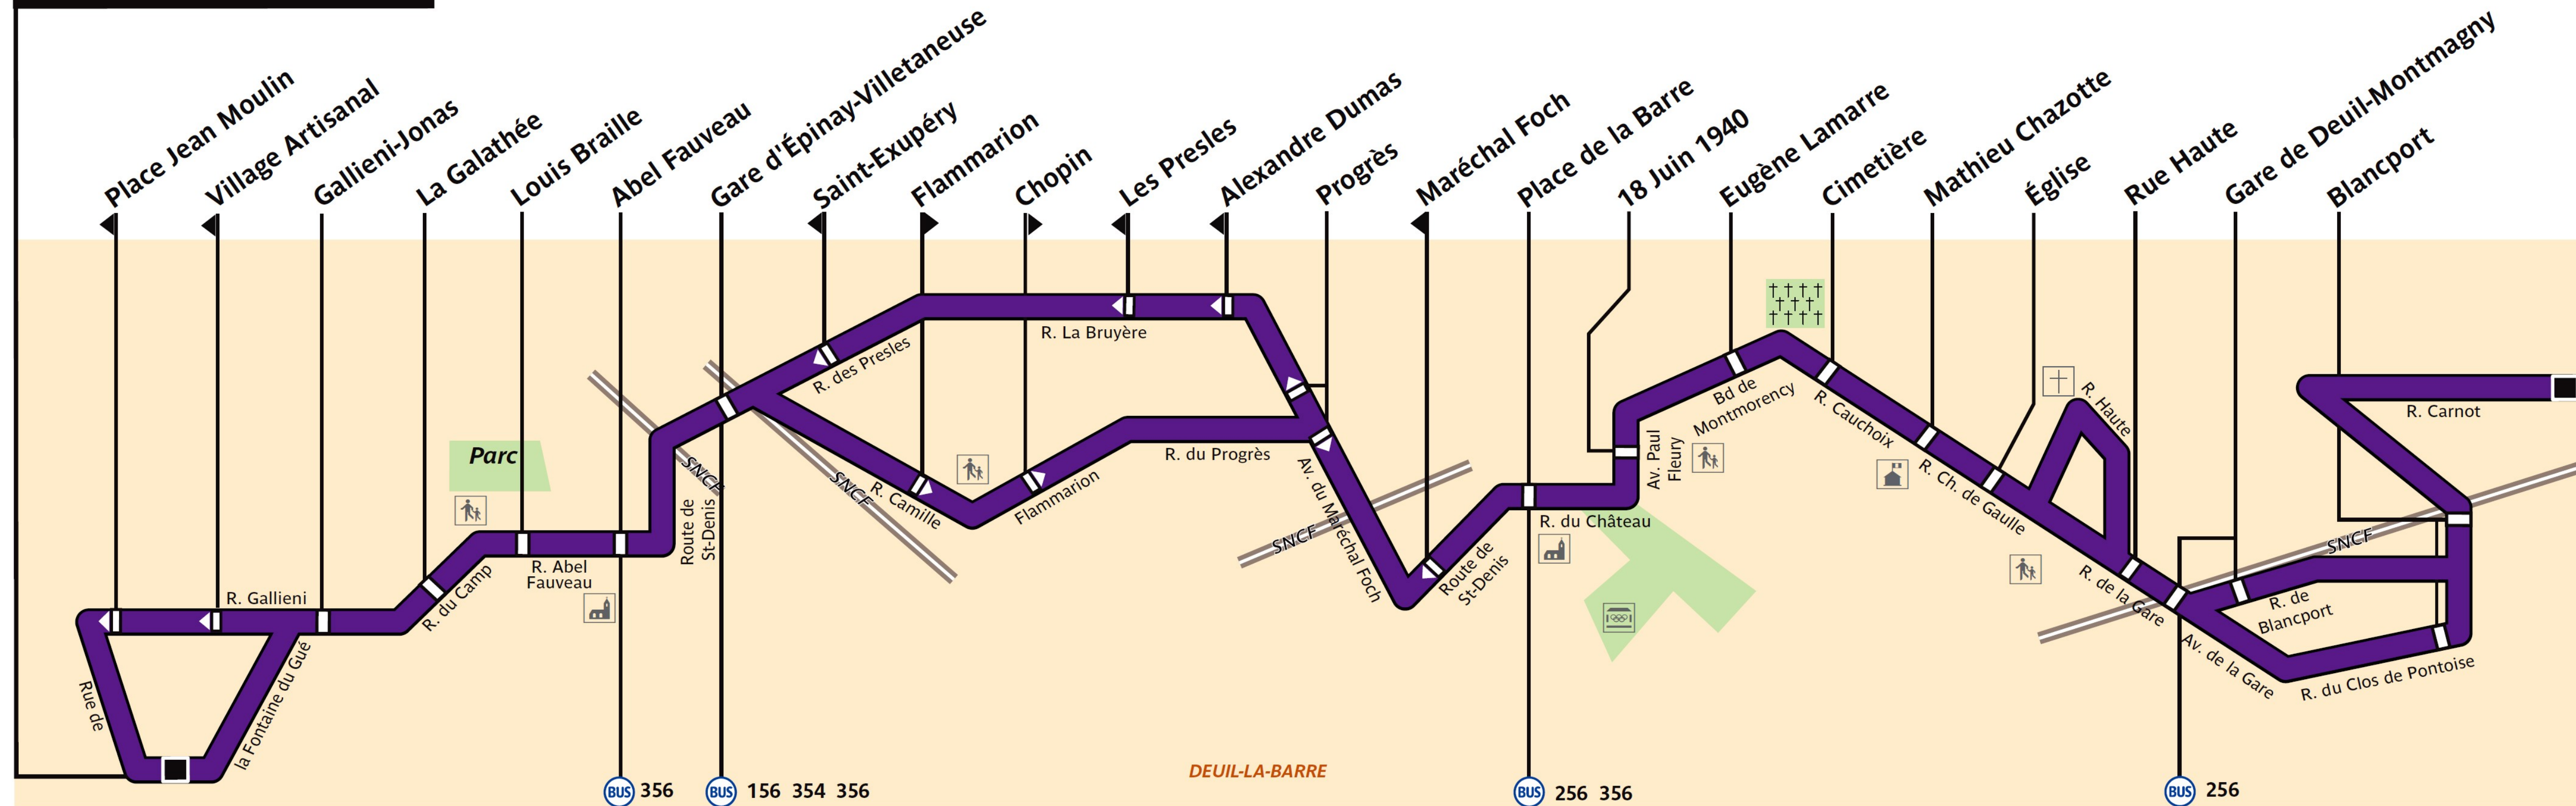 Place Jean Moulin
Village Artisanal
Gallieni-Jonas
La Galathée
Louis Braille
Abel Fauveau
Gare d'Épinay-Villetaneuse
Saint-Exupéry
Flammarion
Chopin
Les Presles
Alexandre Dumas
Progrès
Maréchal Foch
Place de la Barre
18 Juin 1940
Eugène Lamarre
Cimetière
Mathieu Chazotte
Église
Rue Haute
Gare de Deuil-Montmagny
Blancport
Rue de
la Fontaine du Gué
R. Gallieni
R. du Camp
Parc
R. Abel
Fauveau
Route de
St-Denis
SNCF
SNCF
R. des Presles
R. Camille
Flammarion
R. La Bruyère
R. du Progrès
Av. du Maréchal Foch
SNCF
Route de
St-Denis
R. du Château
Av. Paul
Fleury
Bd de
Montmorency
R. Cauchoix
R. Ch. de Gaulle
R. Haute
R. de la Gare
Av. de la Gare
R. de
Blancport
R. du Clos de Pontoise
SNCF
R. Carnot
DEUIL-LA-BARRE
BUS 356
BUS 156 354 356
BUS 256 356
BUS 256